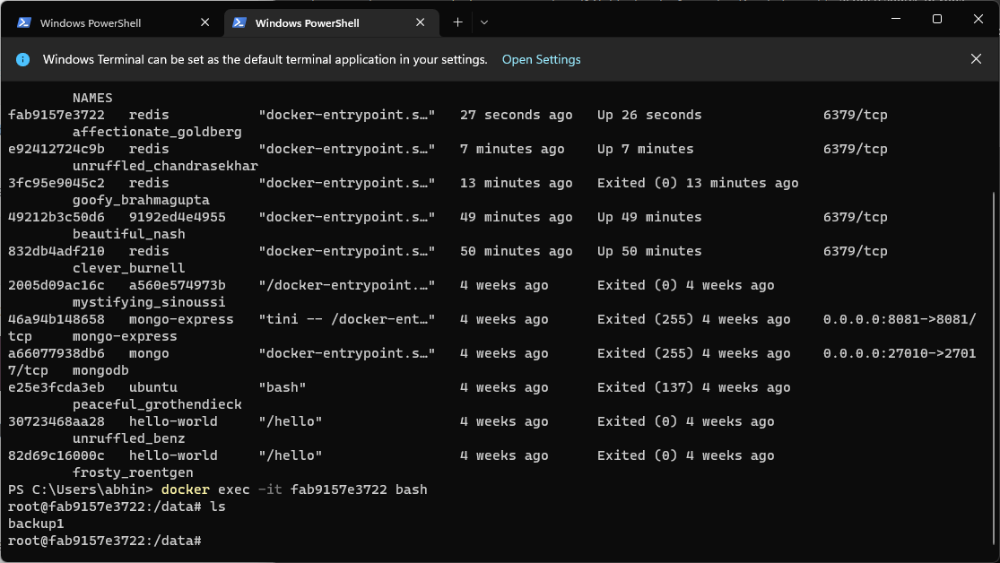 Windows PowerShell
Windows PowerShell
Windows Terminal can be set as the default terminal application in your settings. Open Settings
NAMES
fab9157e3722 redis "docker-entrypoint.s…" 27 seconds ago Up 26 seconds 6379/tcp
affectionate_goldberg
e92412724c9b redis "docker-entrypoint.s…" 7 minutes ago Up 7 minutes 6379/tcp
unruffled_chandrasekhar
3fc95e9045c2 redis "docker-entrypoint.s…" 13 minutes ago Exited (0) 13 minutes ago
goofy_brahmagupta
49212b3c50d6 9192ed4e4955 "docker-entrypoint.s…" 49 minutes ago Up 49 minutes 6379/tcp
beautiful_nash
832db4adf210 redis "docker-entrypoint.s…" 50 minutes ago Up 50 minutes 6379/tcp
clever_burnell
2005d09ac16c a560e574973b "/docker-entrypoint.…" 4 weeks ago Exited (0) 4 weeks ago
mystifying_sinoussi
46a94b148658 mongo-express "tini -- /docker-ent…" 4 weeks ago Exited (255) 4 weeks ago 0.0.0.0:8081->8081/
tcp mongo-express
a66077938db6 mongo "docker-entrypoint.s…" 4 weeks ago Exited (255) 4 weeks ago 0.0.0.0:27010->2701
7/tcp mongodb
e25e3fcda3eb ubuntu "bash" 4 weeks ago Exited (137) 4 weeks ago
peaceful_grothendieck
30723468aa28 hello-world "/hello" 4 weeks ago Exited (0) 4 weeks ago
unruffled_benz
82d69c16000c hello-world "/hello" 4 weeks ago Exited (0) 4 weeks ago
frosty_roentgen
PS C:\Users\abhin> docker exec -it fab9157e3722 bash
root@fab9157e3722:/data# ls
backup1
root@fab9157e3722:/data#